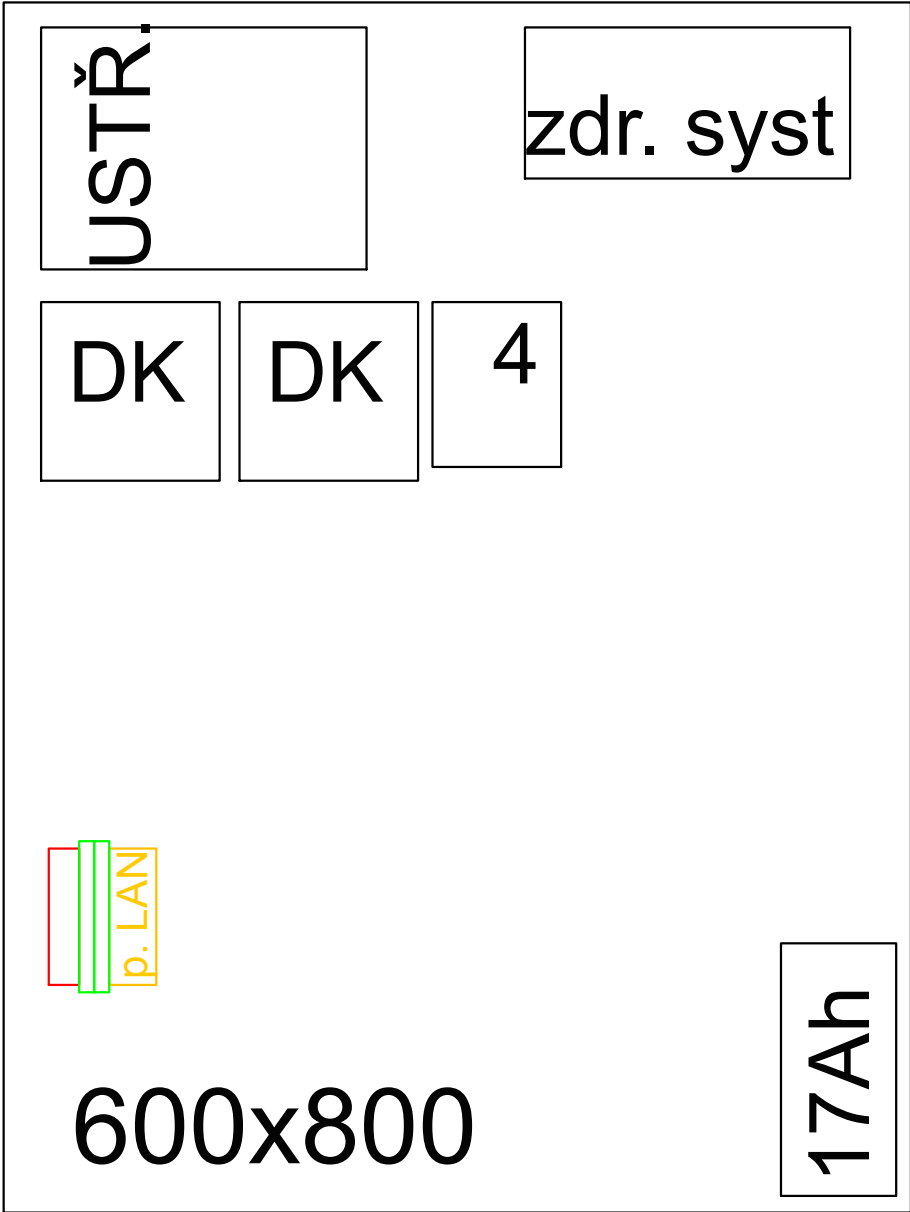 USTŘ.
zdr. syst
DK
DK
4
p. LAN
17Ah
600x800